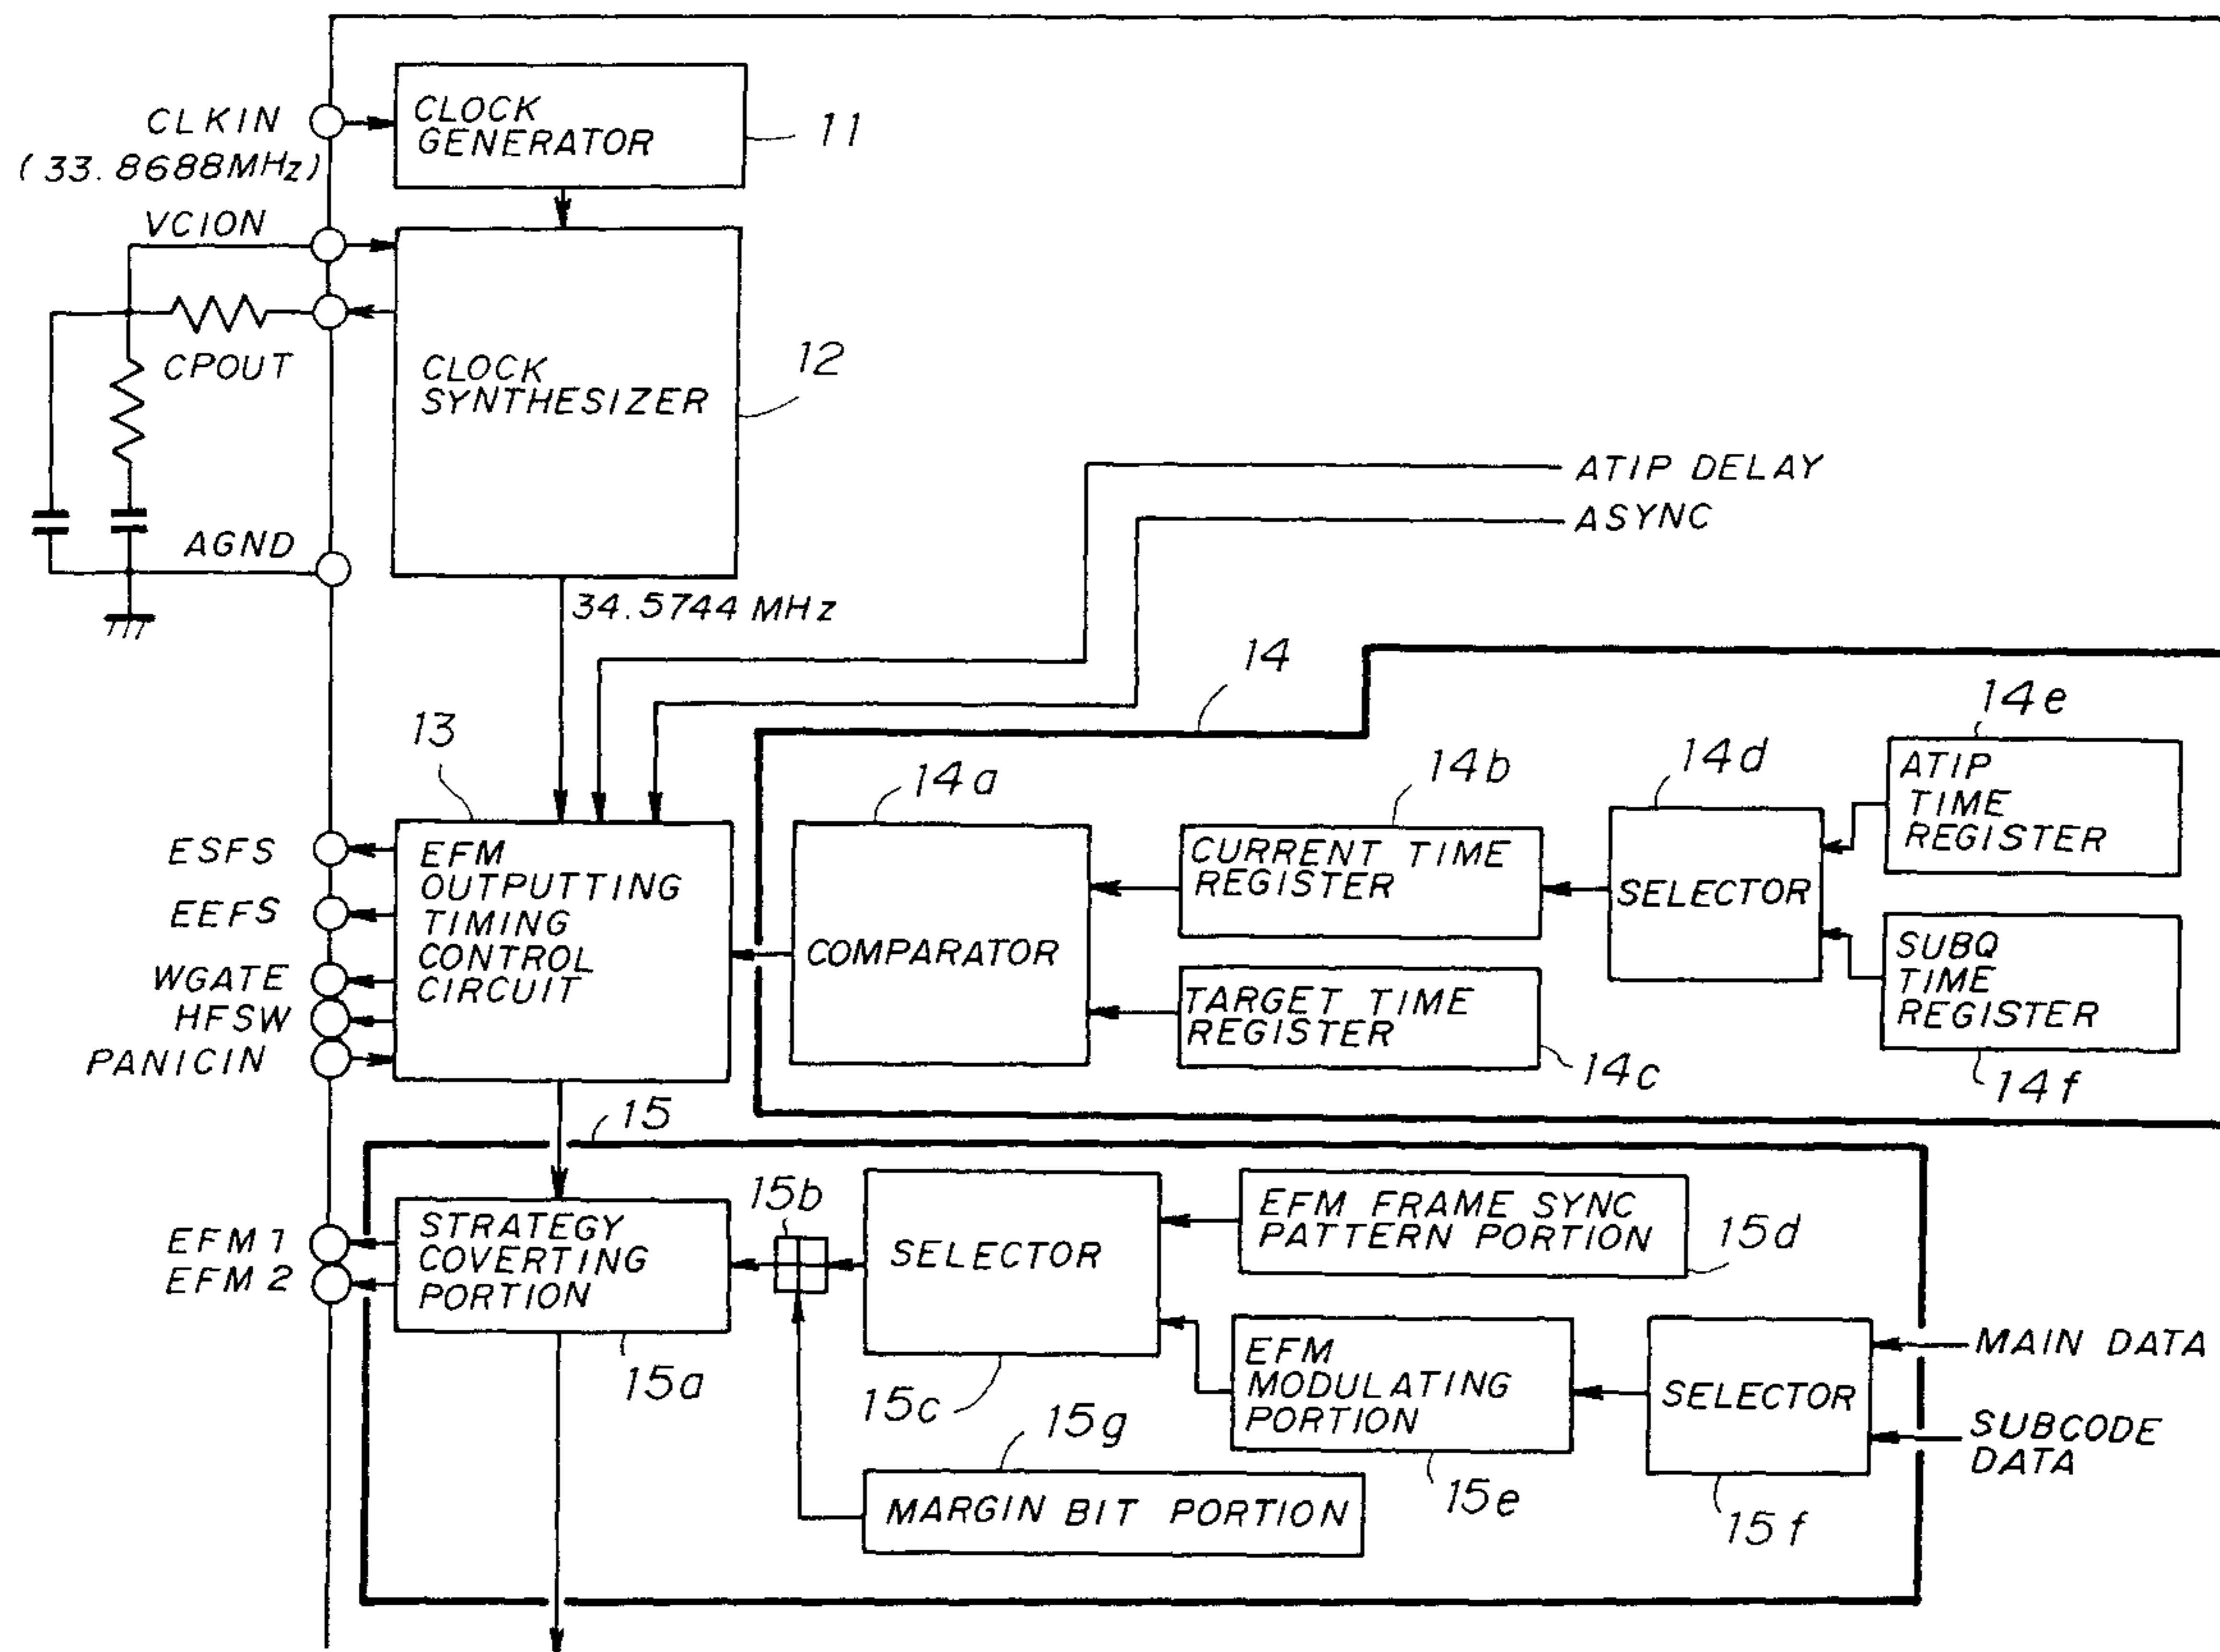 CLKIN
(33.8688MHz)
CLOCK
GENERATOR
11
VCION
CPOUT
CLOCK
SYNTHESIZER
12
AGND
34.5744 MHz
ATIP DELAY
ASYNC
13
14
ESFS
EEFS
WGATE
HFSW
PANICIN
EFM
OUTPUTTING
TIMING
CONTROL
CIRCUIT
14a
COMPARATOR
14b
CURRENT TIME
REGISTER
TARGET TIME
REGISTER
14c
14d
SELECTOR
14e
ATIP
TIME
REGISTER
SUBQ
TIME
REGISTER
14f
15
EFM1
EFM2
STRATEGY
COVERTING
PORTION
15a
15b
SELECTOR
15c
EFM FRAME SYNC
PATTERN PORTION
15d
EFM
MODULATING
PORTION
15e
SELECTOR
15f
MAIN DATA
SUBCODE
DATA
15g
MARGIN BIT PORTION